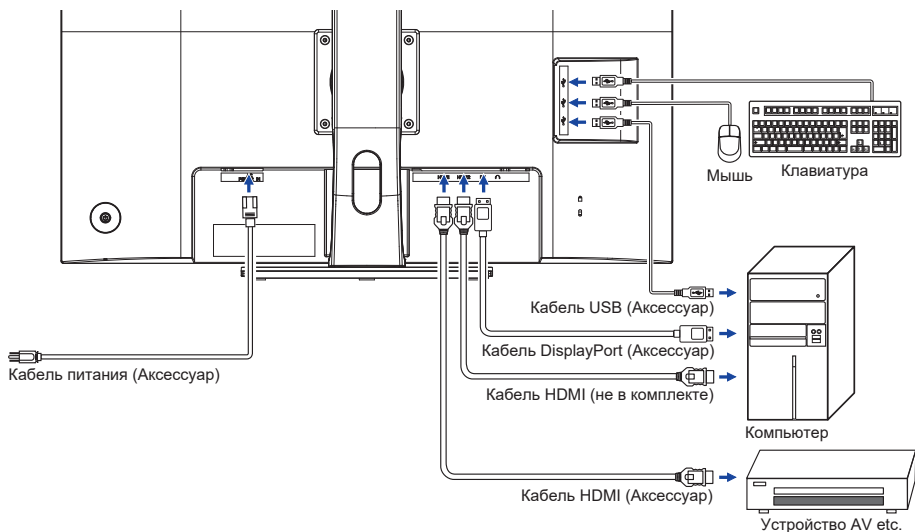 Мышь
Клавиатура
Кабель USB (Аксессуар)
Кабель DisplayPort (Аксессуар)
Кабель питания (Аксессуар)
Кабель HDMI (не в комплекте)
Компьютер
Кабель HDMI (Аксессуар)
Устройство AV etc.